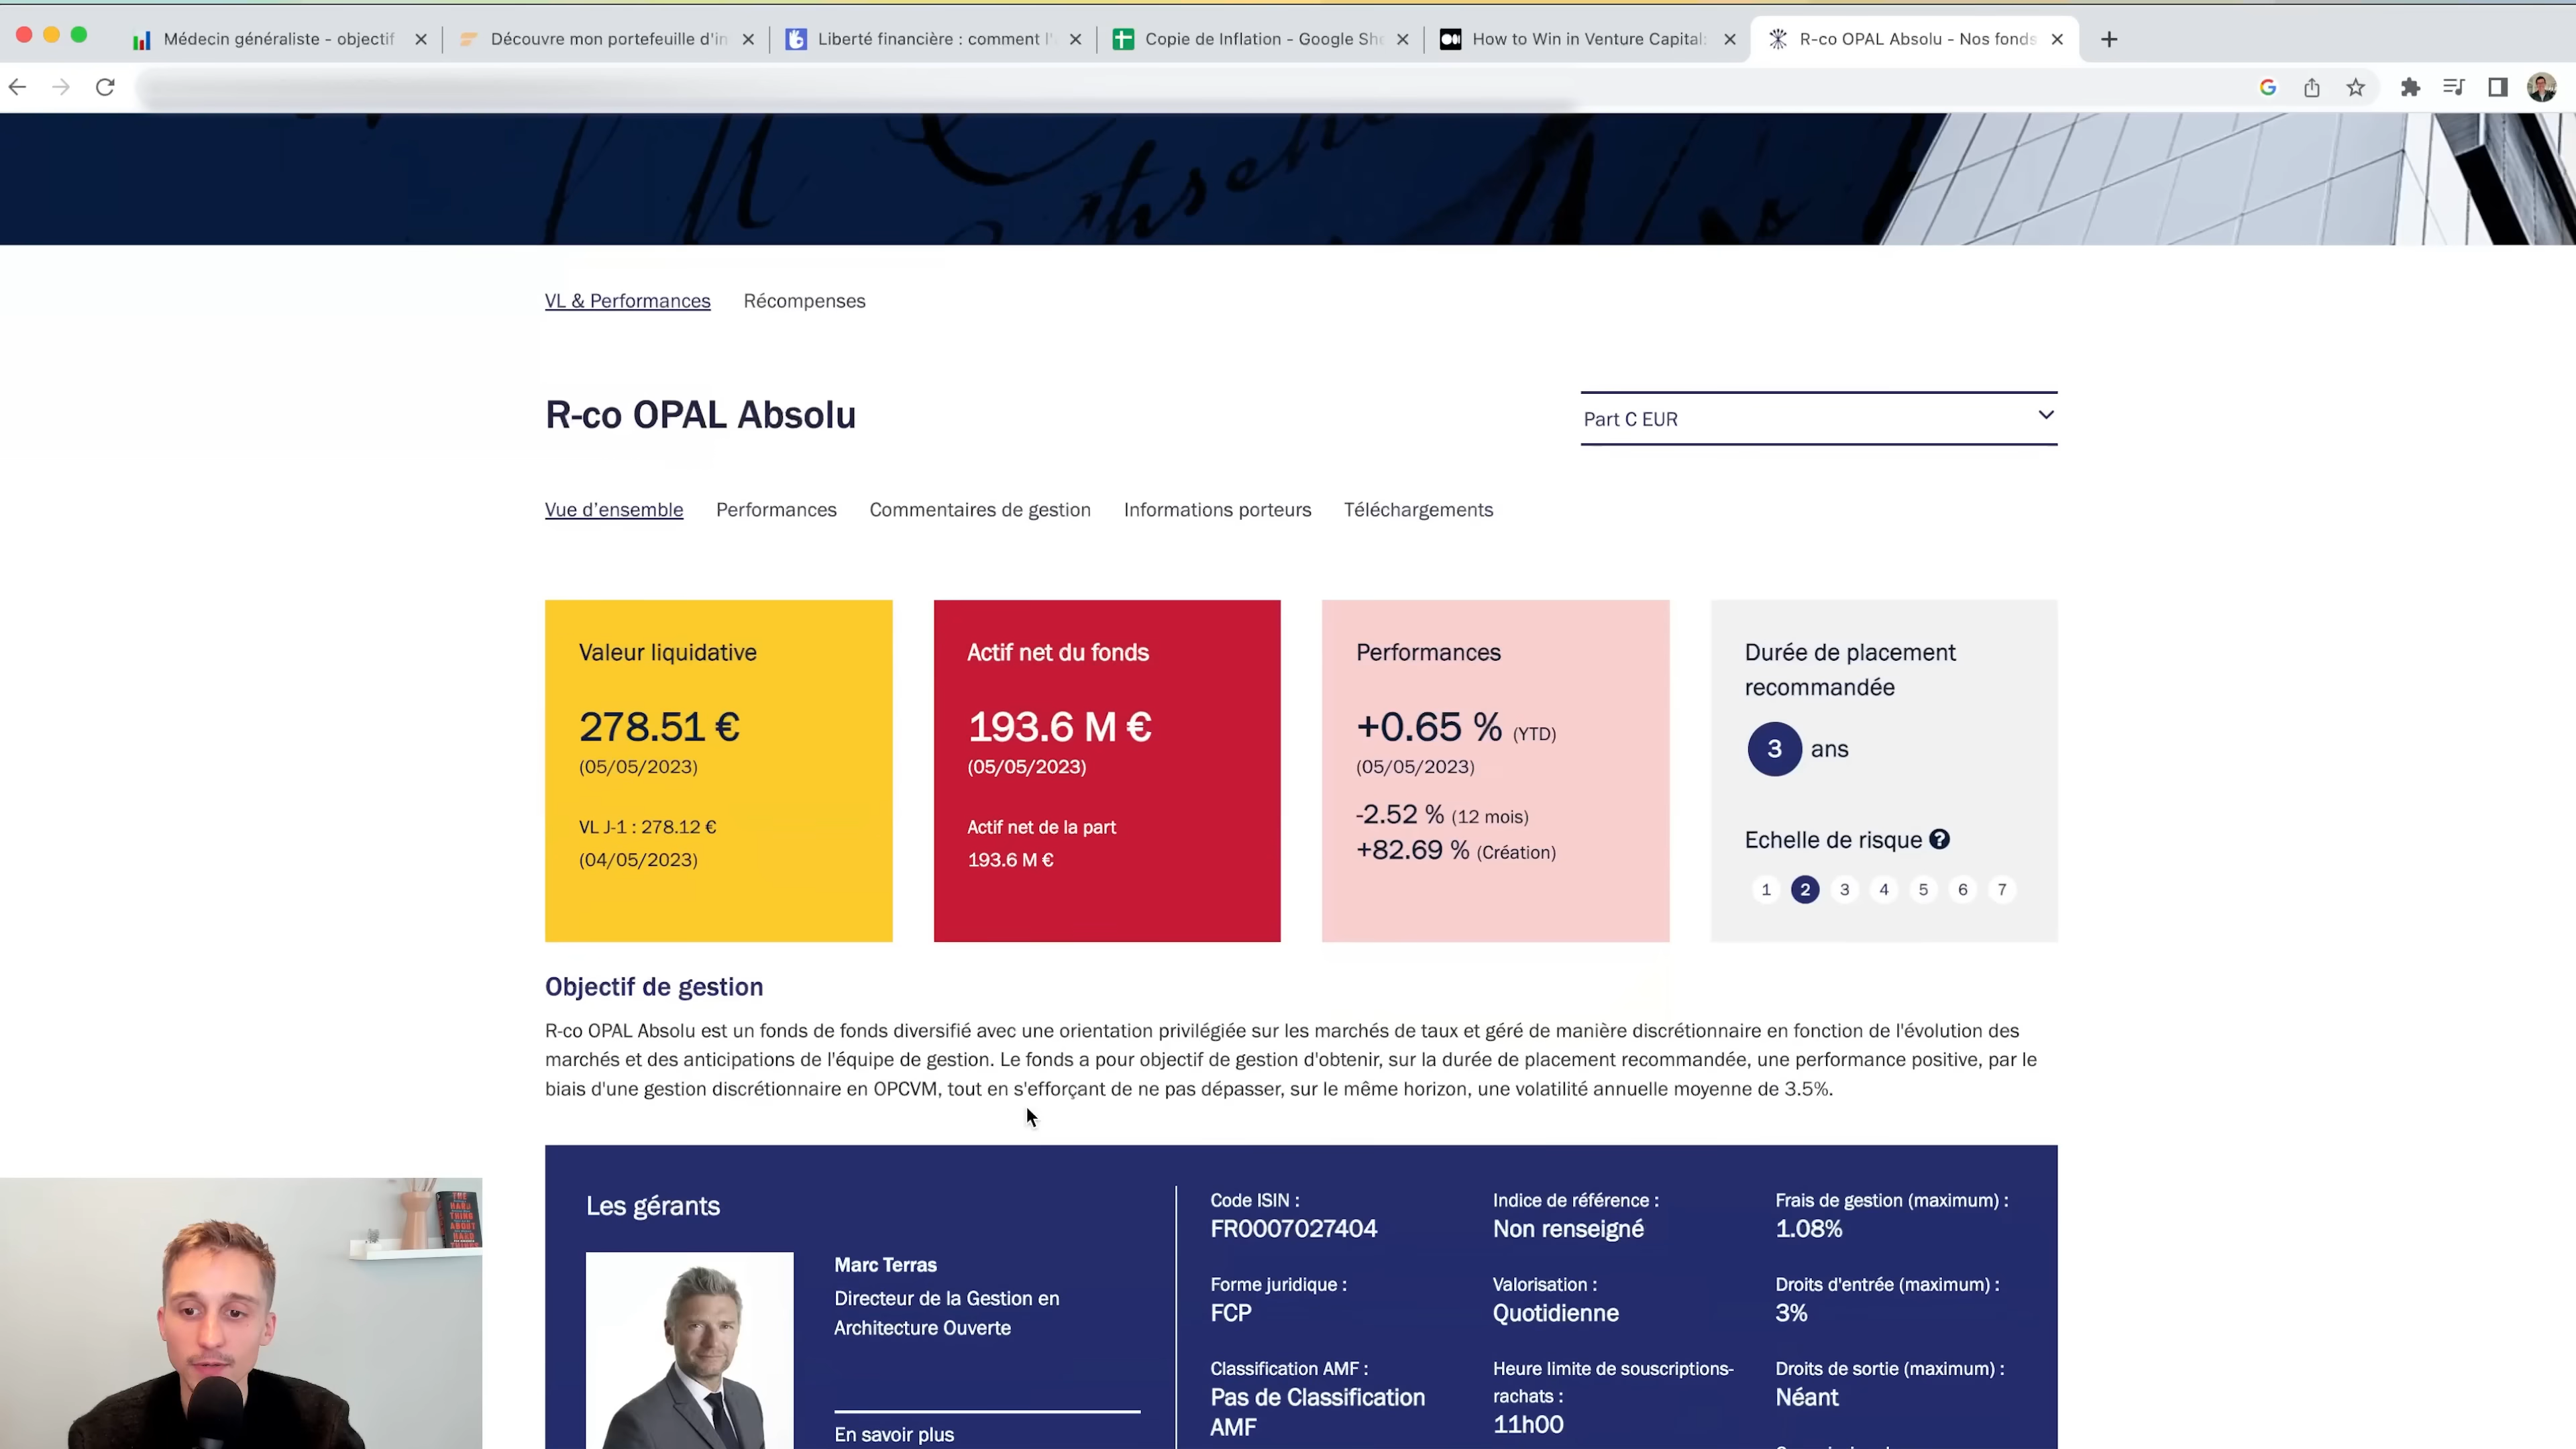 Médecin généraliste - objectif
Découvre mon portefeuille d'in
Liberté financière : comment l'
Copie de Inflation - Google She
How to Win in Venture Capital:
R-co OPAL Absolu - Nos fonds
VL & Performances
Récompenses
R-co OPAL Absolu
Part C EUR
Vue d'ensemble
Performances
Commentaires de gestion
Informations porteurs
Téléchargements
Valeur liquidative
278.51 €
(05/05/2023)
VL J-1 : 278.12 €
(04/05/2023)
Actif net du fonds
193.6 M €
(05/05/2023)
Actif net de la part
193.6 M €
Performances
+0.65 % (YTD)
(05/05/2023)
-2.52 % (12 mois)
+82.69 % (Création)
Durée de placement
recommandée
3 ans
Echelle de risque ?
1 2 3 4 5 6 7
Objectif de gestion
R-co OPAL Absolu est un fonds de fonds diversifié avec une orientation privilégiée sur les marchés de taux et géré de manière discrétionnaire en fonction de l'évolution des
marchés et des anticipations de l'équipe de gestion. Le fonds a pour objectif de gestion d'obtenir, sur la durée de placement recommandée, une performance positive, par le
biais d'une gestion discrétionnaire en OPCVM, tout en s'efforçant de ne pas dépasser, sur le même horizon, une volatilité annuelle moyenne de 3.5%.
Les gérants
Marc Terras
Directeur de la Gestion en
Architecture Ouverte
En savoir plus
Code ISIN :
FR0007027404
Forme juridique :
FCP
Classification AMF :
Pas de Classification
AMF
Indice de référence :
Non renseigné
Valorisation :
Quotidienne
Heure limite de souscriptions-
rachats :
11h00
Frais de gestion (maximum) :
1.08%
Droits d'entrée (maximum) :
3%
Droits de sortie (maximum) :
Néant
THE
HARD
THING
ABOUT
HARD
THINGS